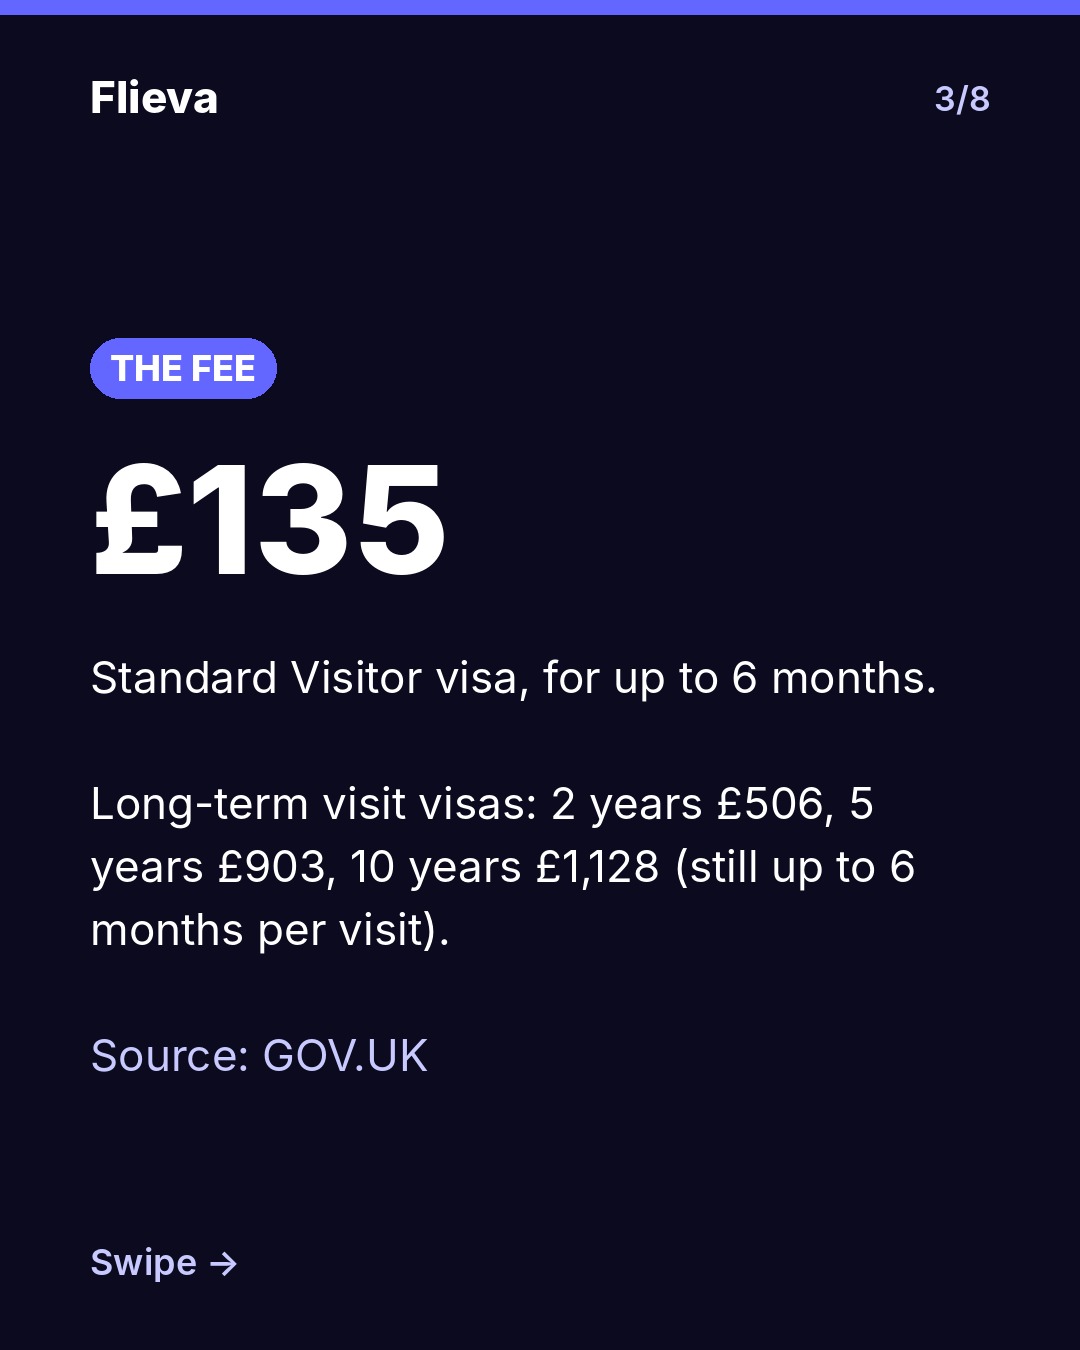 Flieva
3/8
THE FEE
£135
Standard Visitor visa, for up to 6 months.
Long-term visit visas: 2 years £506, 5
years £903, 10 years £1,128 (still up to 6
months per visit).
Source: GOV.UK
Swipe →